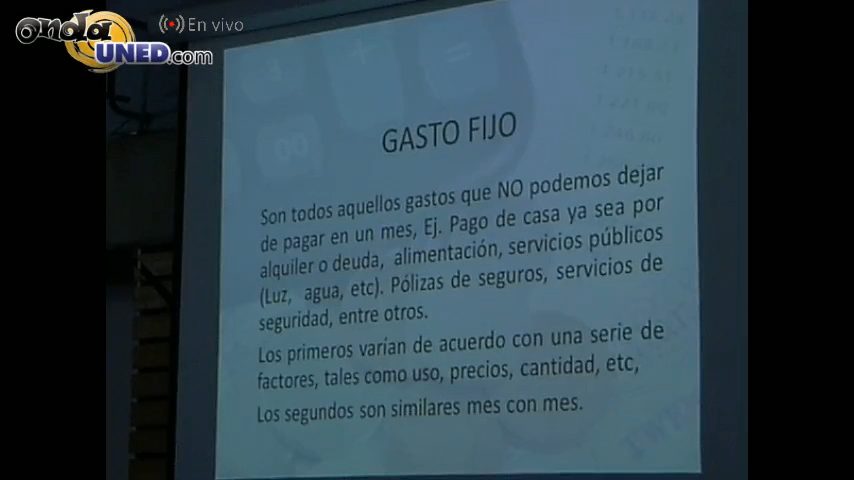 onda
UNED.com
En vivo
GASTO FIJO
Son todos aquellos gastos que NO podemos dejar
de pagar en un mes, Ej. Pago de casa ya sea por
alquiler o deuda, alimentación, servicios públicos
(Luz, agua, etc). Pólizas de seguros, servicios de
seguridad, entre otros.
Los primeros varían de acuerdo con una serie de
factores, tales como uso, precios, cantidad, etc,
Los segundos son similares mes con mes.